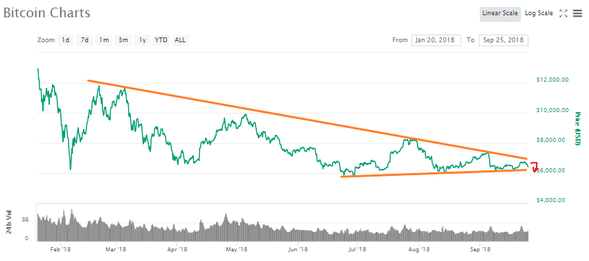 Bitcoin Charts
Linear Scale Log Scale
Zoom 1d 7d 1m 3m 1y YTD ALL
From Jan 20, 2018 To Sep 25, 2018
$12,000.00
$10,000.00
$8,000.00
$6,000.00
$4,000.00
Price (USD)
24h Vol
0
Feb '18 Mar '18 Apr '18 May '18 Jun '18 Jul '18 Aug '18 Sep '18